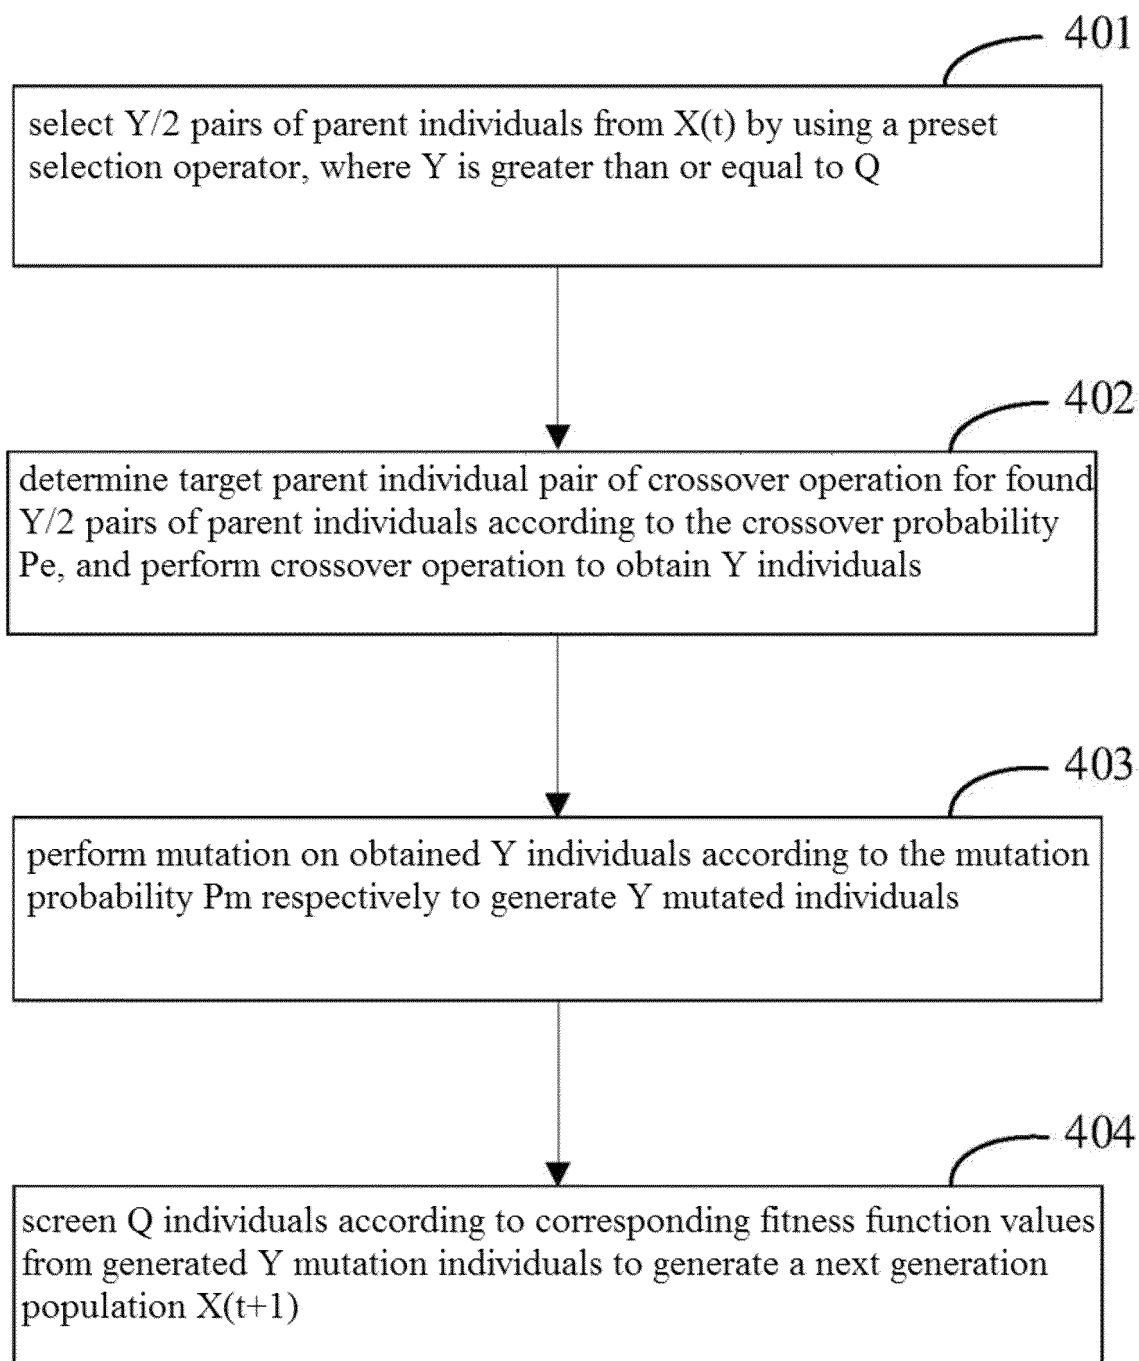 401
select Y/2 pairs of parent individuals from X(t) by using a preset
selection operator, where Y is greater than or equal to Q
402
determine target parent individual pair of crossover operation for found
Y/2 pairs of parent individuals according to the crossover probability
Pe, and perform crossover operation to obtain Y individuals
403
perform mutation on obtained Y individuals according to the mutation
probability Pm respectively to generate Y mutated individuals
404
screen Q individuals according to corresponding fitness function values
from generated Y mutation individuals to generate a next generation
population X(t+1)